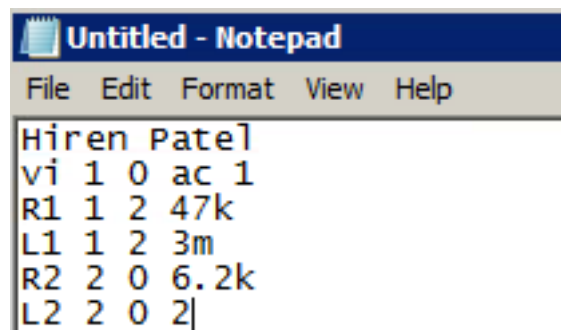 Untitled - Notepad
File Edit Format View Help
Hiren Patel
vi 1 0 ac 1
R1 1 2 47k
L1 1 2 3m
R2 2 0 6.2k
L2 2 0 2